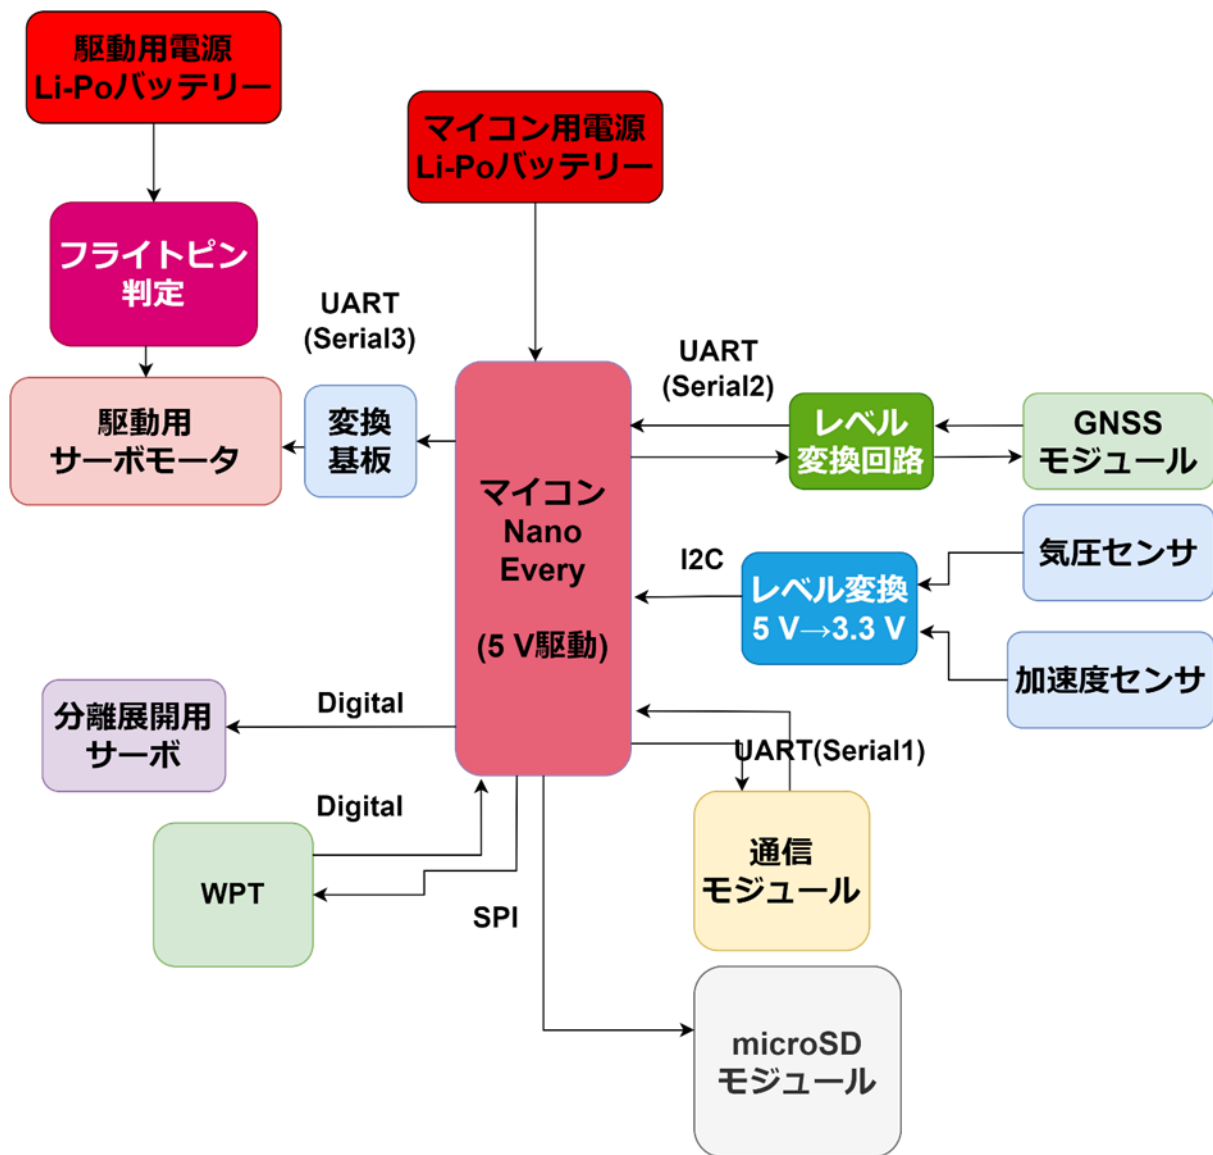 駆動用電源
Li-Poバッテリー
マイコン用電源
Li-Poバッテリー
フライトピン
判定
UART
(Serial3)
UART
(Serial2)
駆動用
サーボモータ
変換
基板
マイコン
Nano
Every
(5 V駆動)
レベル
変換回路
GNSS
モジュール
I2C
レベル変換
5 V→3.3 V
気圧センサ
加速度センサ
分離展開用
サーボ
Digital
UART(Serial1)
Digital
WPT
SPI
通信
モジュール
microSD
モジュール